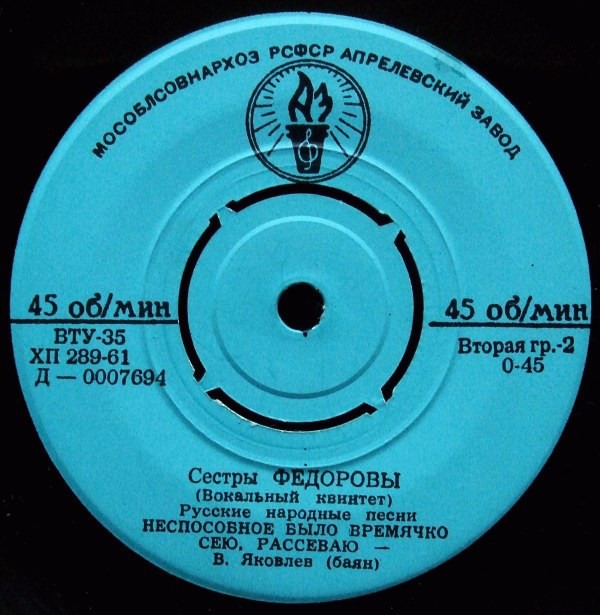 МОСОБЛСОВНАРХОЗ РСФСР АПРЕЛЕВСКИЙ ЗАВОД
АЗ
45 об/мин
ВТУ-35
ХП 289-61
Д — 0007694
45 об/мин
Вторая гр.-2
0-45
Сестры ФЕДОРОВЫ
(Вокальный квинтет)
Русские народные песни
НЕСПОСОБНОЕ БЫЛО ВРЕМЯЧКО
СЕЮ, РАССЕВАЮ —
В. Яковлев (баян)